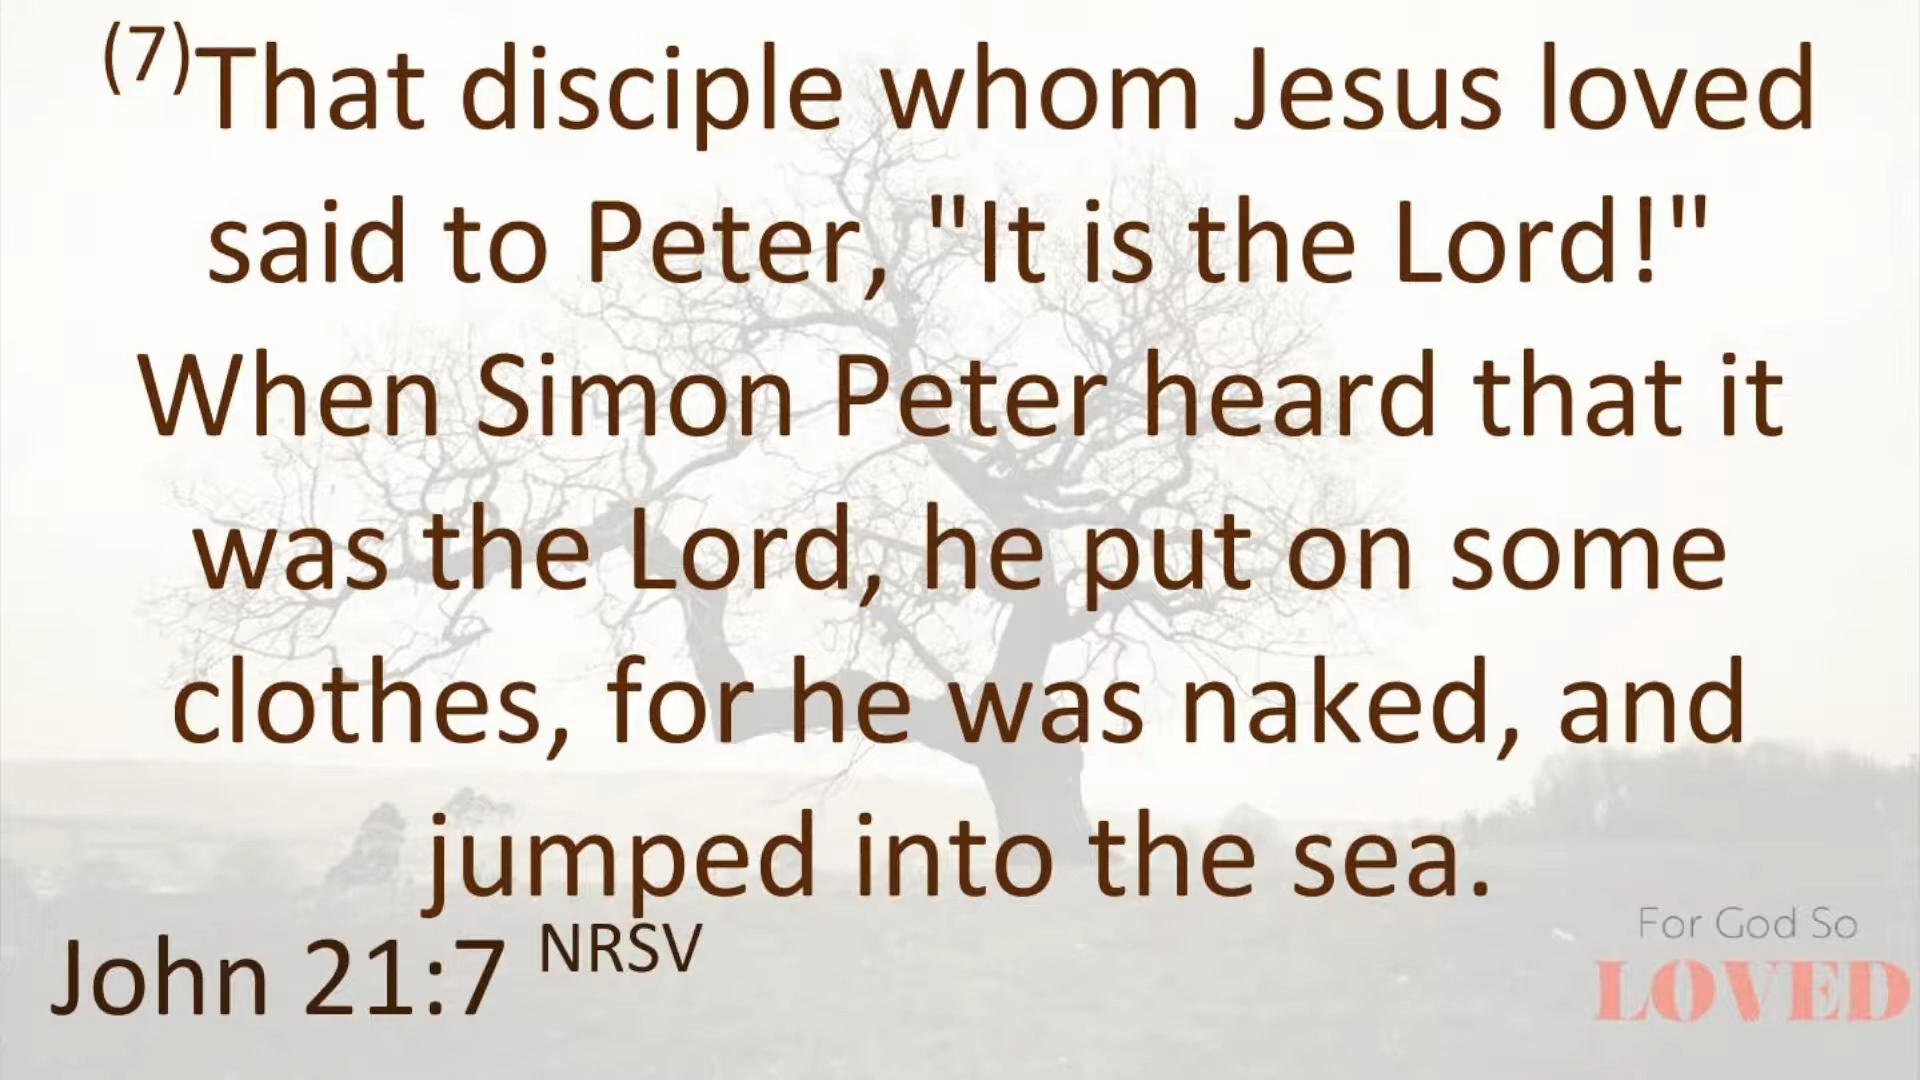 (7)That disciple whom Jesus loved
said to Peter, "It is the Lord!"
When Simon Peter heard that it
was the Lord, he put on some
clothes, for he was naked, and
jumped into the sea.
John 21:7 NRSV
For God So
LOVED